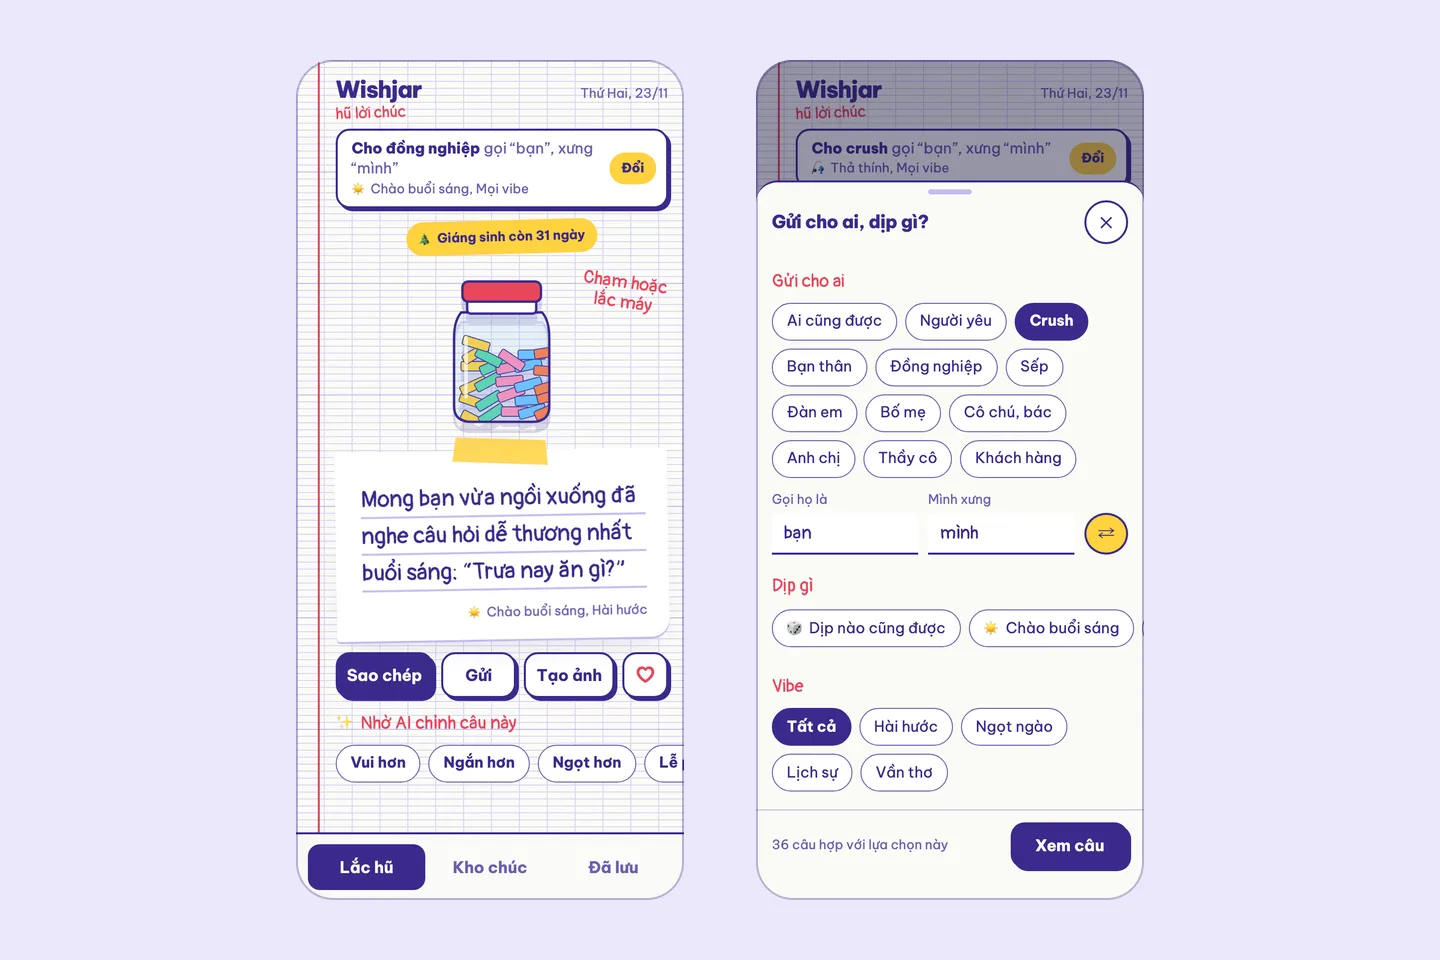 Wishjar
Thứ Hai, 23/11
hũ lời chúc
Cho đồng nghiệp gọi “bạn”, xưng
“mình”
Chào buổi sáng, Mọi vibe
Đổi
Giáng sinh còn 31 ngày
Chạm hoặc
lắc máy
Mong bạn vừa ngồi xuống đã
nghe câu hỏi dễ thương nhất
buổi sáng: “Trưa nay ăn gì?”
Chào buổi sáng, Hài hước
Sao chép
Gửi
Tạo ảnh
Nhờ AI chỉnh câu này
Vui hơn
Ngắn hơn
Ngọt hơn
Lễ
Lắc hũ
Kho chúc
Đã lưu
Wishjar
Thứ Hai, 23/11
hũ lời chúc
Cho crush gọi “bạn”, xưng “mình”
Thả thính, Mọi vibe
Đổi
Gửi cho ai, dịp gì?
Gửi cho ai
Ai cũng được
Người yêu
Crush
Bạn thân
Đồng nghiệp
Sếp
Đàn em
Bố mẹ
Cô chú, bác
Anh chị
Thầy cô
Khách hàng
Gọi họ là
Mình xưng
bạn
mình
Dịp gì
Dịp nào cũng được
Chào buổi sáng
Vibe
Tất cả
Hài hước
Ngọt ngào
Lịch sự
Vần thơ
36 câu hợp với lựa chọn này
Xem câu